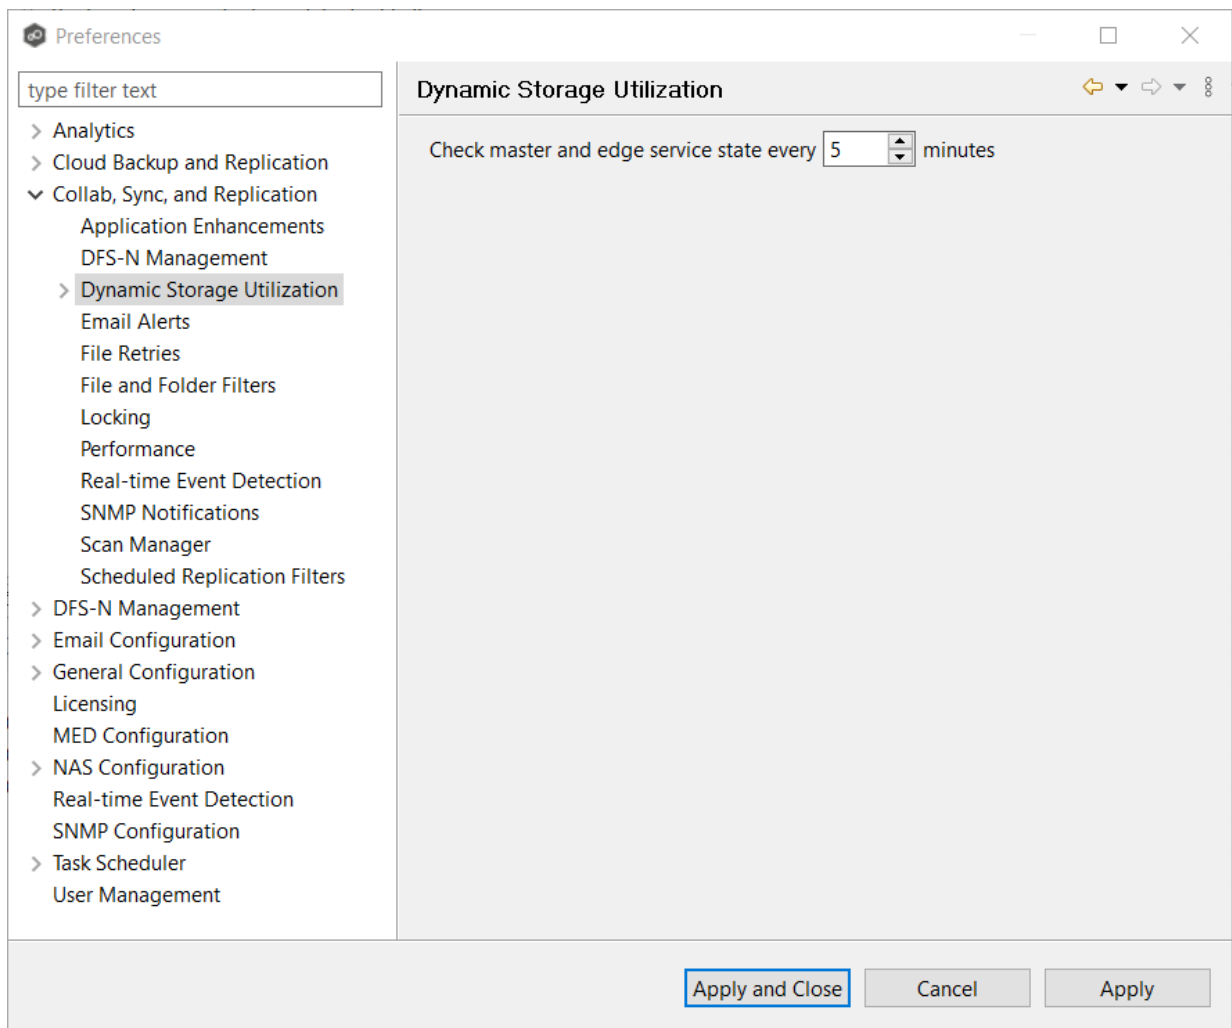 Preferences
type filter text
Analytics
Cloud Backup and Replication
Collab, Sync, and Replication
Application Enhancements
DFS-N Management
Dynamic Storage Utilization
Email Alerts
File Retries
File and Folder Filters
Locking
Performance
Real-time Event Detection
SNMP Notifications
Scan Manager
Scheduled Replication Filters
DFS-N Management
Email Configuration
General Configuration
Licensing
MED Configuration
NAS Configuration
Real-time Event Detection
SNMP Configuration
Task Scheduler
User Management
Dynamic Storage Utilization
Check master and edge service state every 5 minutes
Apply and Close Cancel Apply